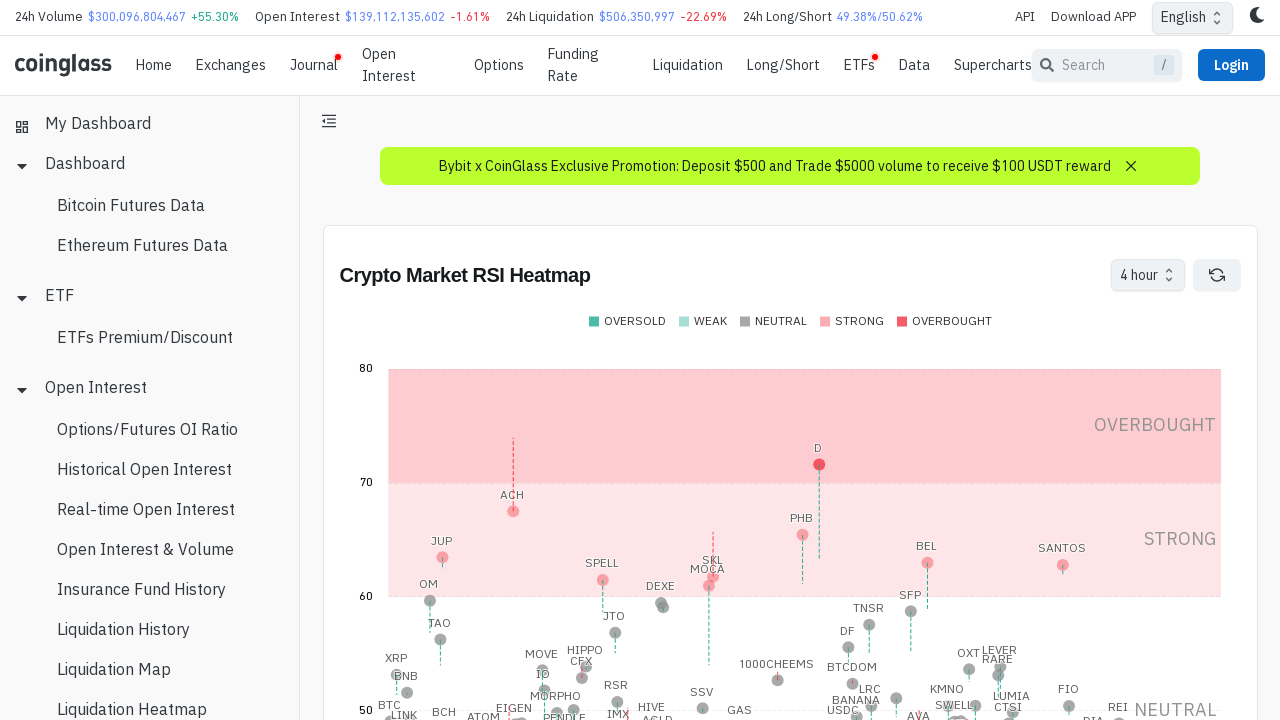 24h Volume $300,096,804,467 +55.30% Open Interest $139,112,135,602 -1.61% 24h Liquidation $506,350,997 -22.69% 24h Long/Short 49.38%/50.62% API Download APP English
coinglass Home Exchanges Journal Open Interest Options Funding Rate Liquidation Long/Short ETFs Data Supercharts Search / Login
My Dashboard
Dashboard
Bitcoin Futures Data
Ethereum Futures Data
ETF
ETFs Premium/Discount
Open Interest
Options/Futures OI Ratio
Historical Open Interest
Real-time Open Interest
Open Interest & Volume
Insurance Fund History
Liquidation History
Liquidation Map
Liquidation Heatmap
Bybit x CoinGlass Exclusive Promotion: Deposit $500 and Trade $5000 volume to receive $100 USDT reward
Crypto Market RSI Heatmap
4 hour
OVERSOLD WEAK NEUTRAL STRONG OVERBOUGHT
80
OVERBOUGHT
D
70
ACH
PHB
STRONG
JUP
BEL
SANTOS
SKL
SPELL
MOCA
OM
DEXE
60
SFP
TNSR
JTO
TAO
DF
MOVE
HIPPO
OXT
LEVER
XRP
CFX
RARE
1000CHEEMS
BTCDOM
BNB
IO
RSR
SSV
LRC
KMNO
FIO
MORPHO
LUMIA
BANANA
BTC
EIGEN
HIVE
SWELL
CTSI
REI
50
BCH
GAS
USDC
NEUTRAL
LINK
ATOM
PENDLE
IMX
AVA